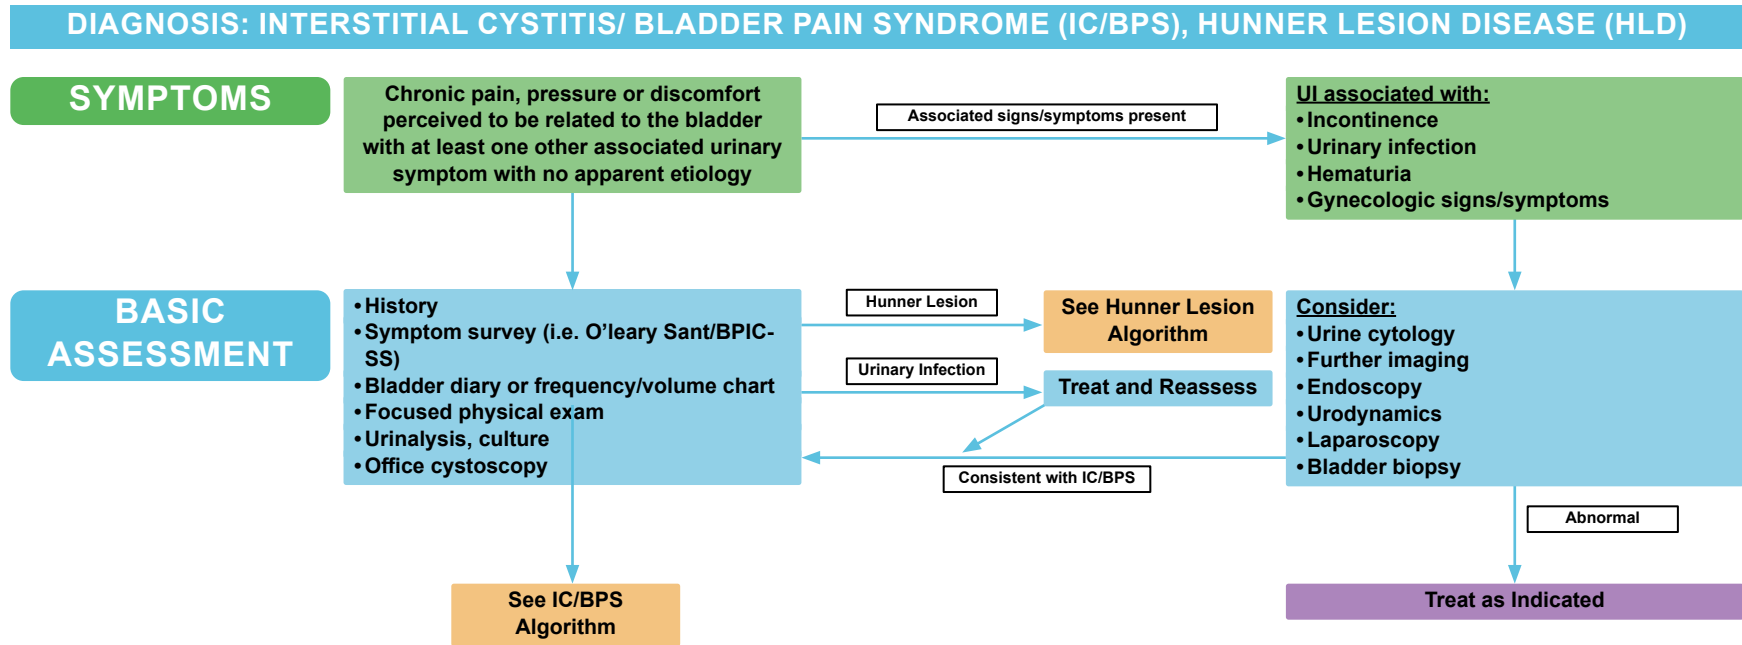 DIAGNOSIS: INTERSTITIAL CYSTITIS/ BLADDER PAIN SYNDROME (IC/BPS), HUNNER LESION DISEASE (HLD)
SYMPTOMS
Chronic pain, pressure or discomfort
perceived to be related to the bladder
with at least one other associated urinary
symptom with no apparent etiology
Associated signs/symptoms present
UI associated with:
•Incontinence
•Urinary infection
•Hematuria
•Gynecologic signs/symptoms
BASIC
ASSESSMENT
•History
•Symptom survey (i.e. O'leary Sant/BPIC-
SS)
•Bladder diary or frequency/volume chart
•Focused physical exam
•Urinalysis, culture
•Office cystoscopy
Hunner Lesion
See Hunner Lesion
Algorithm
Urinary Infection
Treat and Reassess
Consistent with IC/BPS
Consider:
•Urine cytology
•Further imaging
•Endoscopy
•Urodynamics
•Laparoscopy
•Bladder biopsy
Abnormal
See IC/BPS
Algorithm
Treat as Indicated